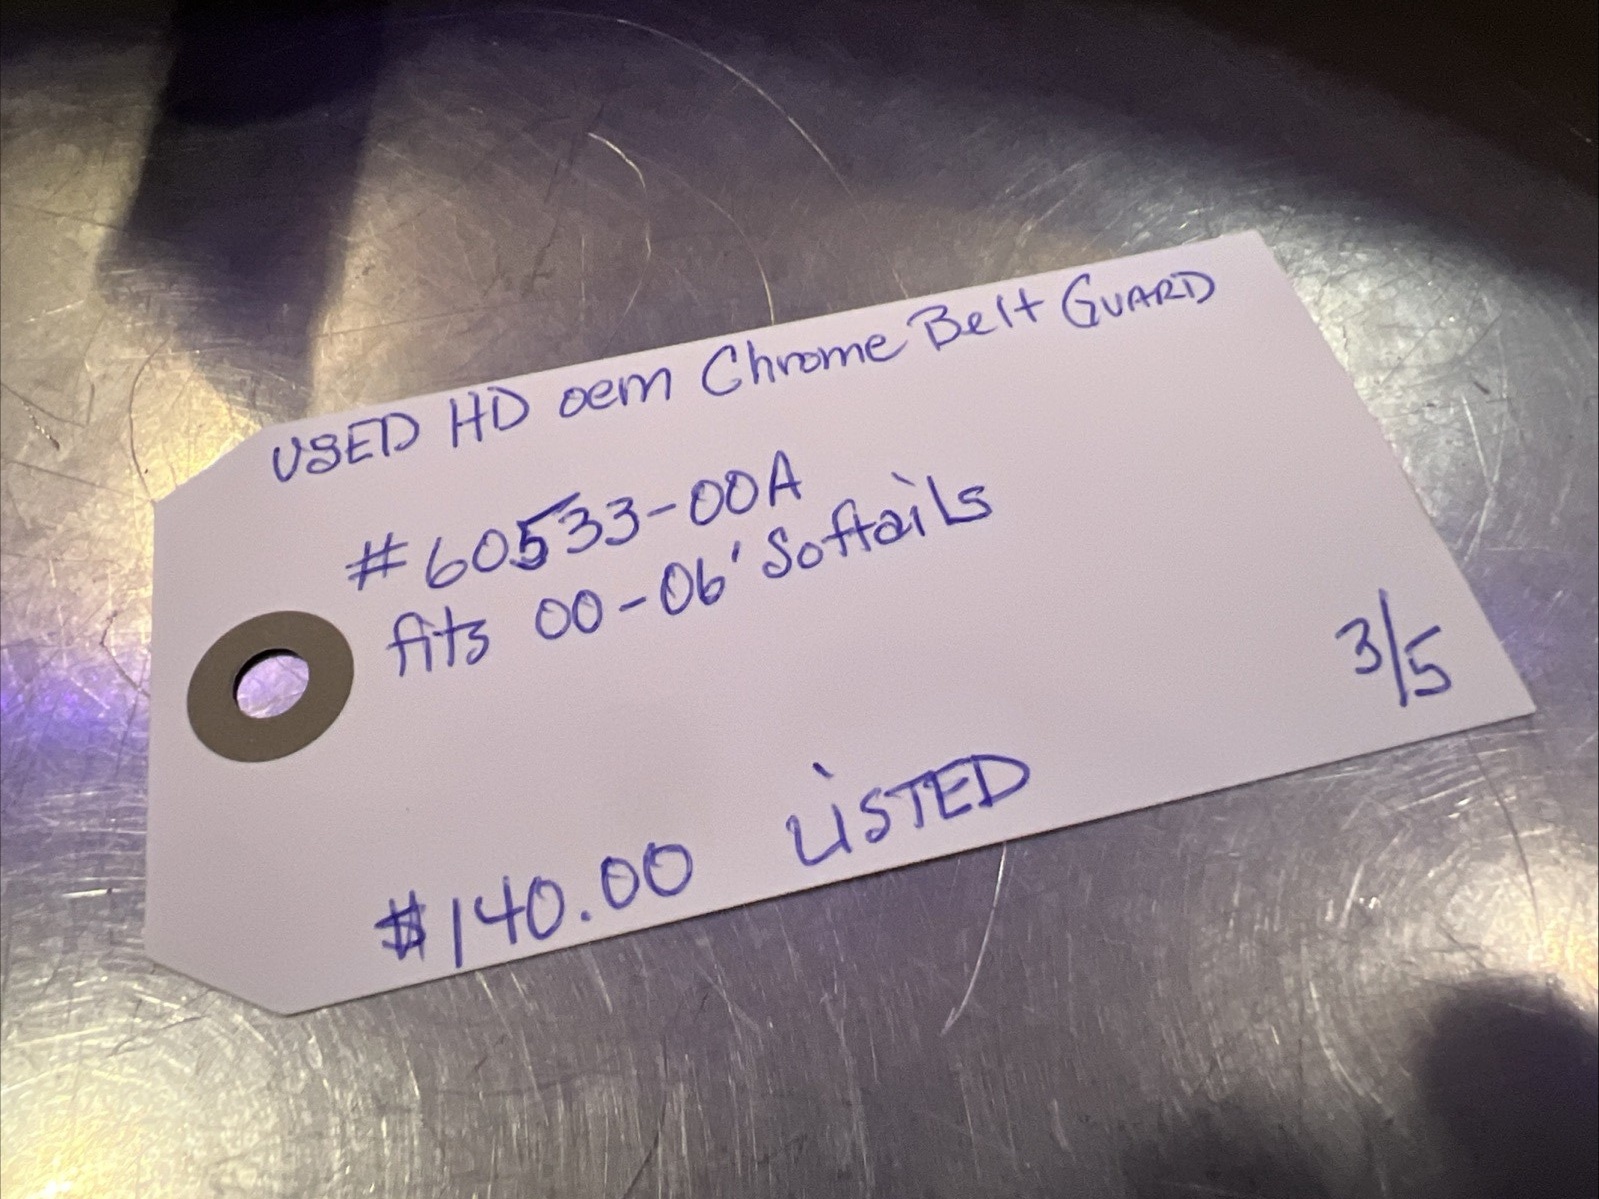 USED HD oem Chrome Belt GUARD
#60533-00A
fits 00-06' Softails
3/5
$140.00 LiSTED